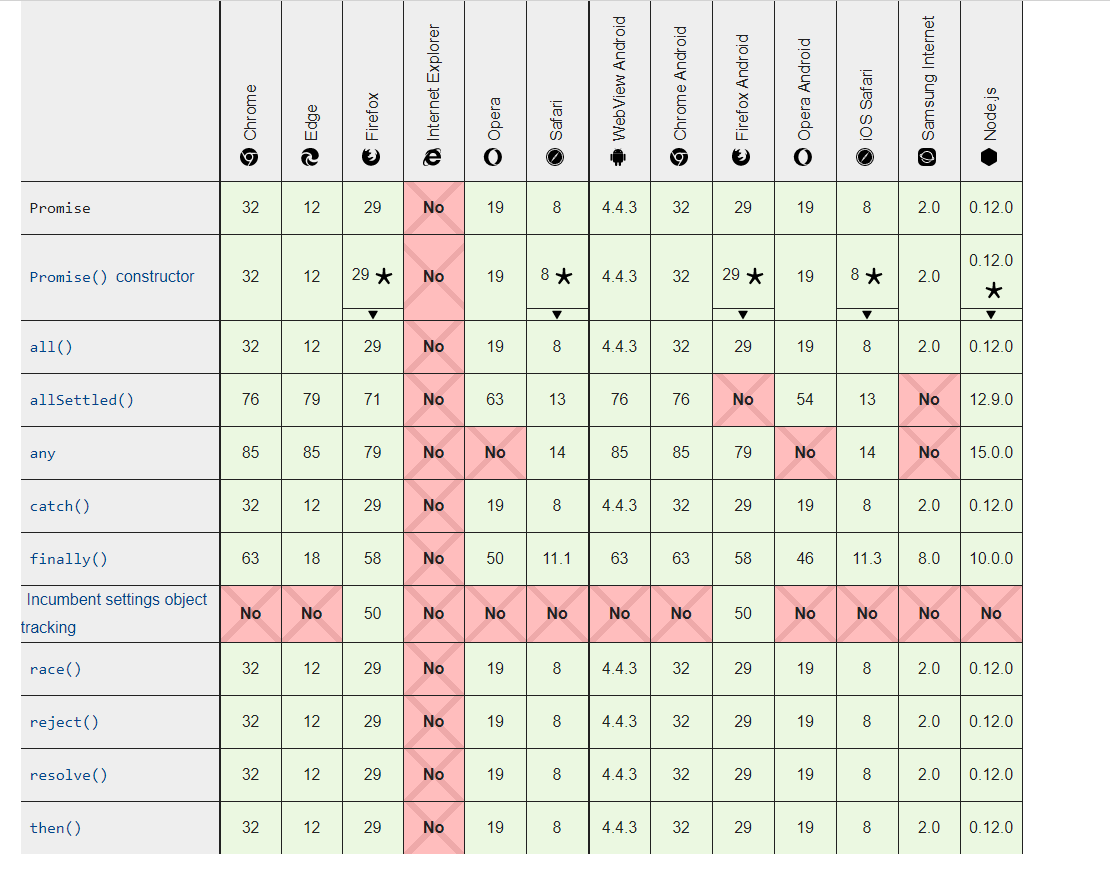 Chrome Edge Firefox Internet Explorer Opera Safari WebView Android Chrome Android Firefox Android Opera Android iOS Safari Samsung Internet Node.js
Promise 32 12 29 No 19 8 4.4.3 32 29 19 8 2.0 0.12.0
Promise() constructor 32 12 29 * No 19 8 * 4.4.3 32 29 * 19 8 * 2.0 0.12.0 *
all() 32 12 29 No 19 8 4.4.3 32 29 19 8 2.0 0.12.0
allSettled() 76 79 71 No 63 13 76 76 No 54 13 No 12.9.0
any 85 85 79 No No 14 85 85 79 No 14 No 15.0.0
catch() 32 12 29 No 19 8 4.4.3 32 29 19 8 2.0 0.12.0
finally() 63 18 58 No 50 11.1 63 63 58 46 11.3 8.0 10.0.0
Incumbent settings object
tracking No No 50 No No No No No 50 No No No No
race() 32 12 29 No 19 8 4.4.3 32 29 19 8 2.0 0.12.0
reject() 32 12 29 No 19 8 4.4.3 32 29 19 8 2.0 0.12.0
resolve() 32 12 29 No 19 8 4.4.3 32 29 19 8 2.0 0.12.0
then() 32 12 29 No 19 8 4.4.3 32 29 19 8 2.0 0.12.0